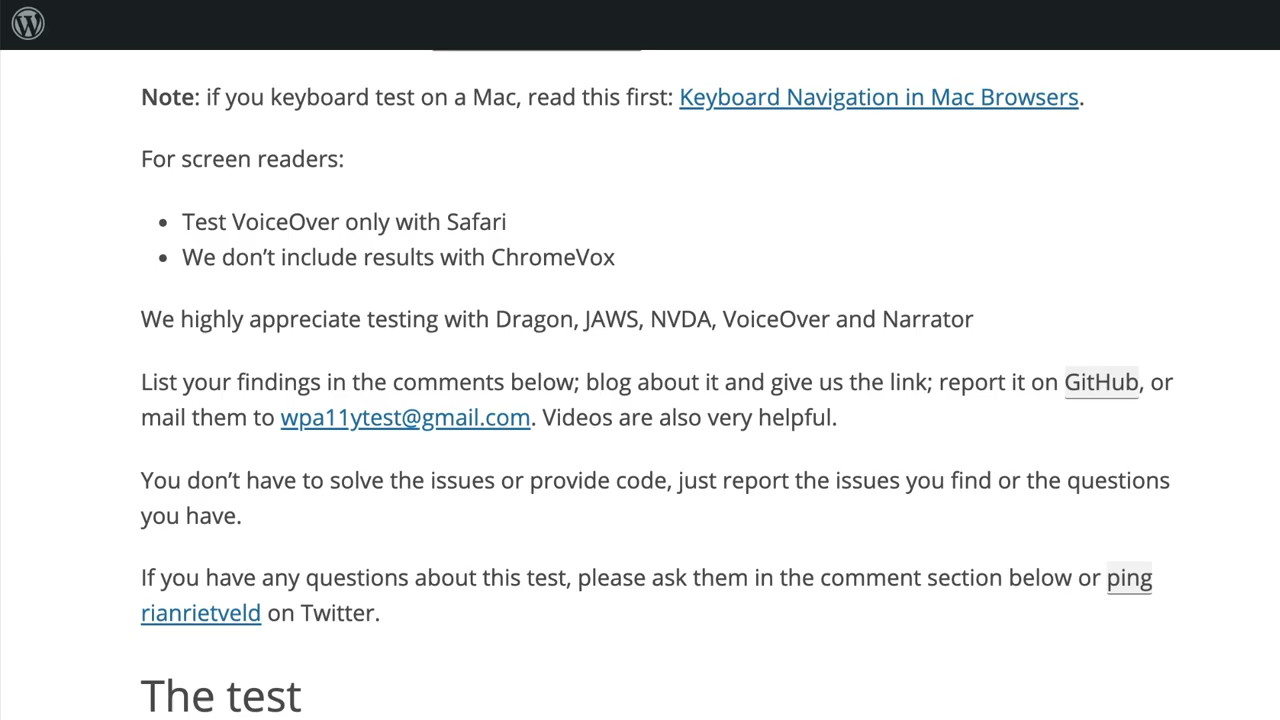 Note: if you keyboard test on a Mac, read this first: Keyboard Navigation in Mac Browsers.
For screen readers:
• Test VoiceOver only with Safari
• We don’t include results with ChromeVox
We highly appreciate testing with Dragon, JAWS, NVDA, VoiceOver and Narrator
List your findings in the comments below; blog about it and give us the link; report it on GitHub, or
mail them to wpa11ytest@gmail.com. Videos are also very helpful.
You don’t have to solve the issues or provide code, just report the issues you find or the questions
you have.
If you have any questions about this test, please ask them in the comment section below or ping
rianrietveld on Twitter.
The test